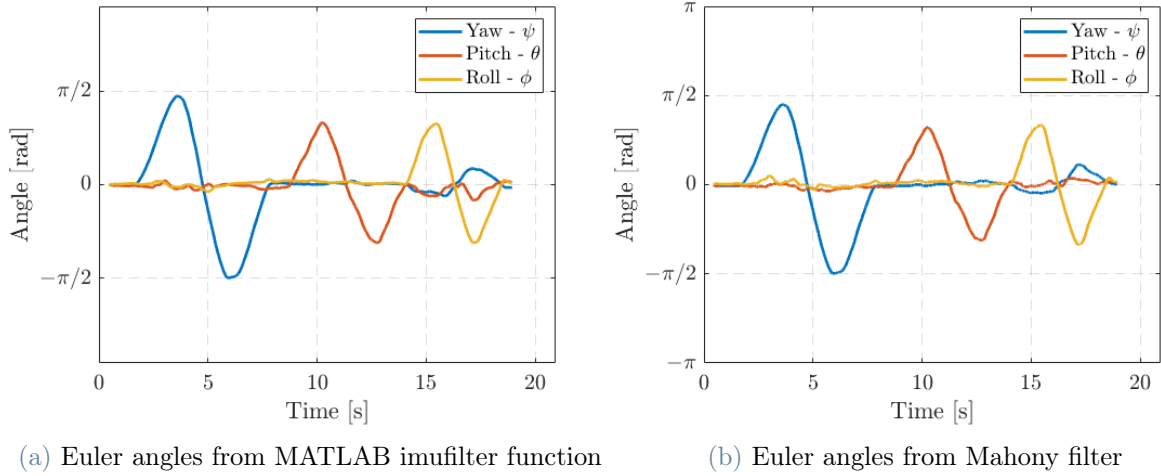 Yaw - ψ
Pitch - θ
Roll - ϕ
π/2
0
−π/2
Angle [rad]
0 5 10 15 20
Time [s]
(a) Euler angles from MATLAB imufilter function
Yaw - ψ
Pitch - θ
Roll - ϕ
π
π/2
0
−π/2
−π
Angle [rad]
0 5 10 15 20
Time [s]
(b) Euler angles from Mahony filter